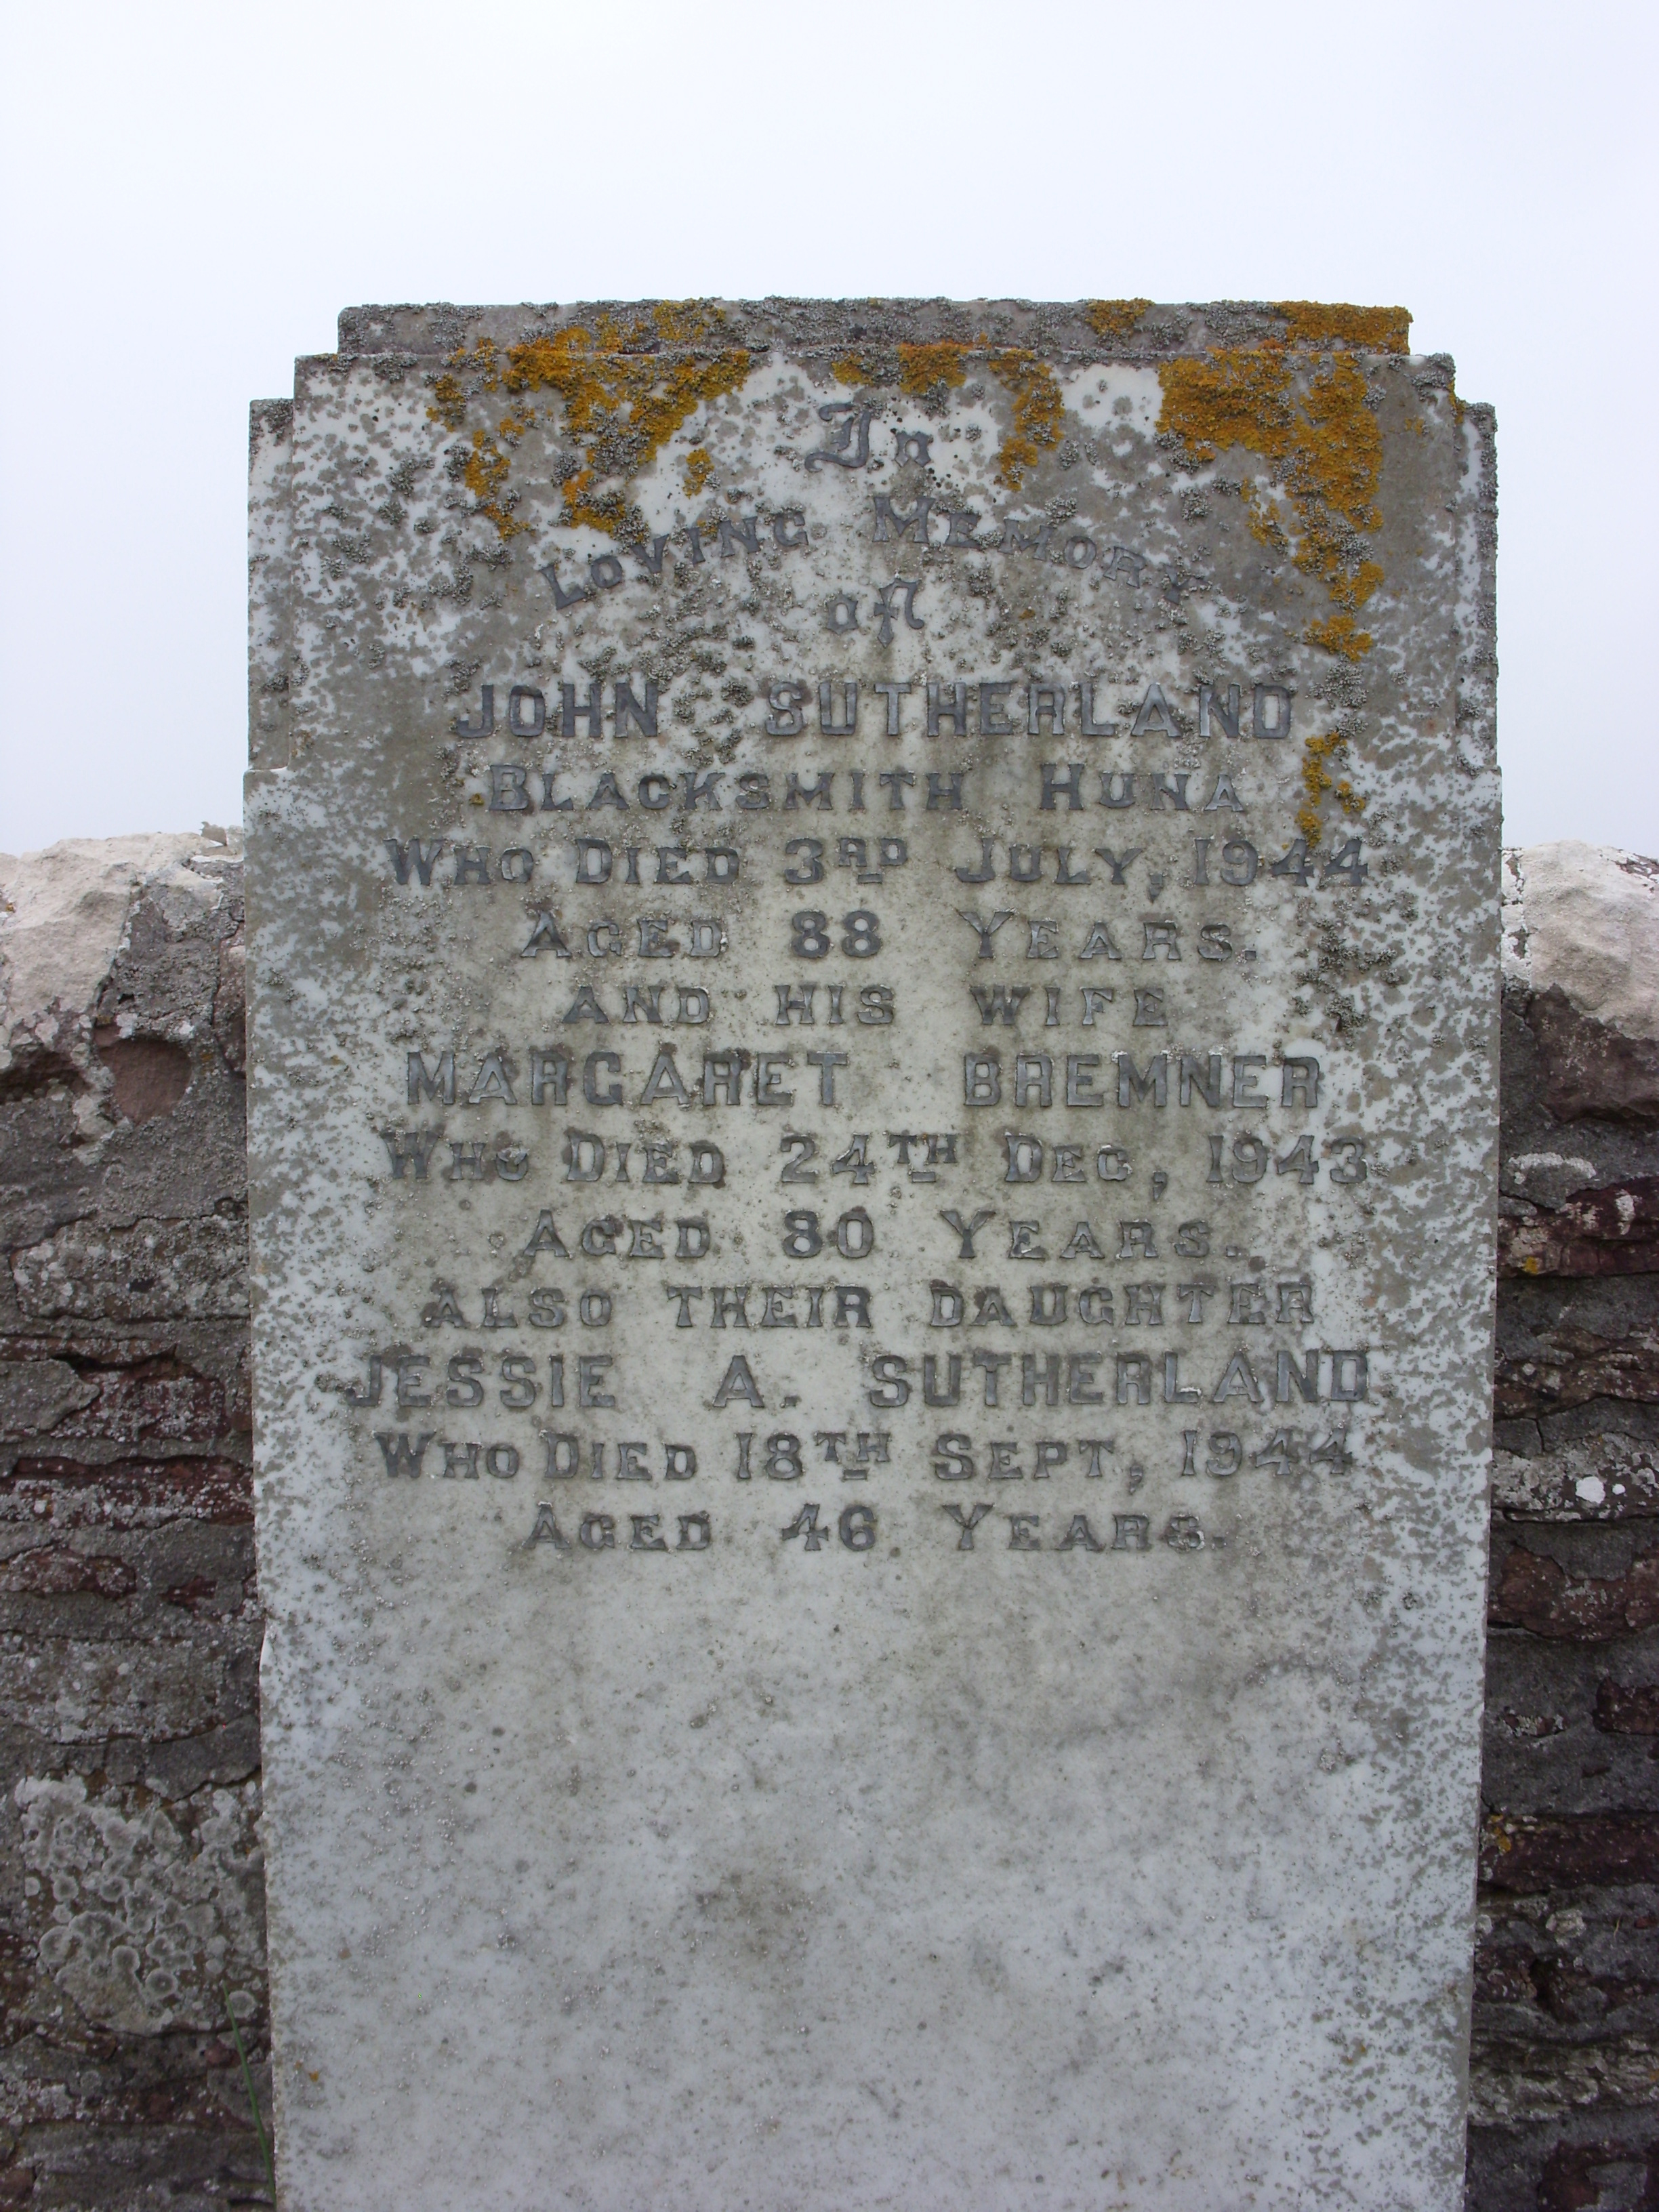 In
LOVING MEMORY
of
JOHN SUTHERLAND
BLACKSMITH HUNA
WHO DIED 3RD JULY, 1944
AGED 88 YEARS.
AND HIS WIFE
MARGARET BREMNER
WHO DIED 24TH DEC, 1943
AGED 80 YEARS.
ALSO THEIR DAUGHTER
JESSIE A. SUTHERLAND
WHO DIED 18TH SEPT, 1944
AGED 46 YEARS.